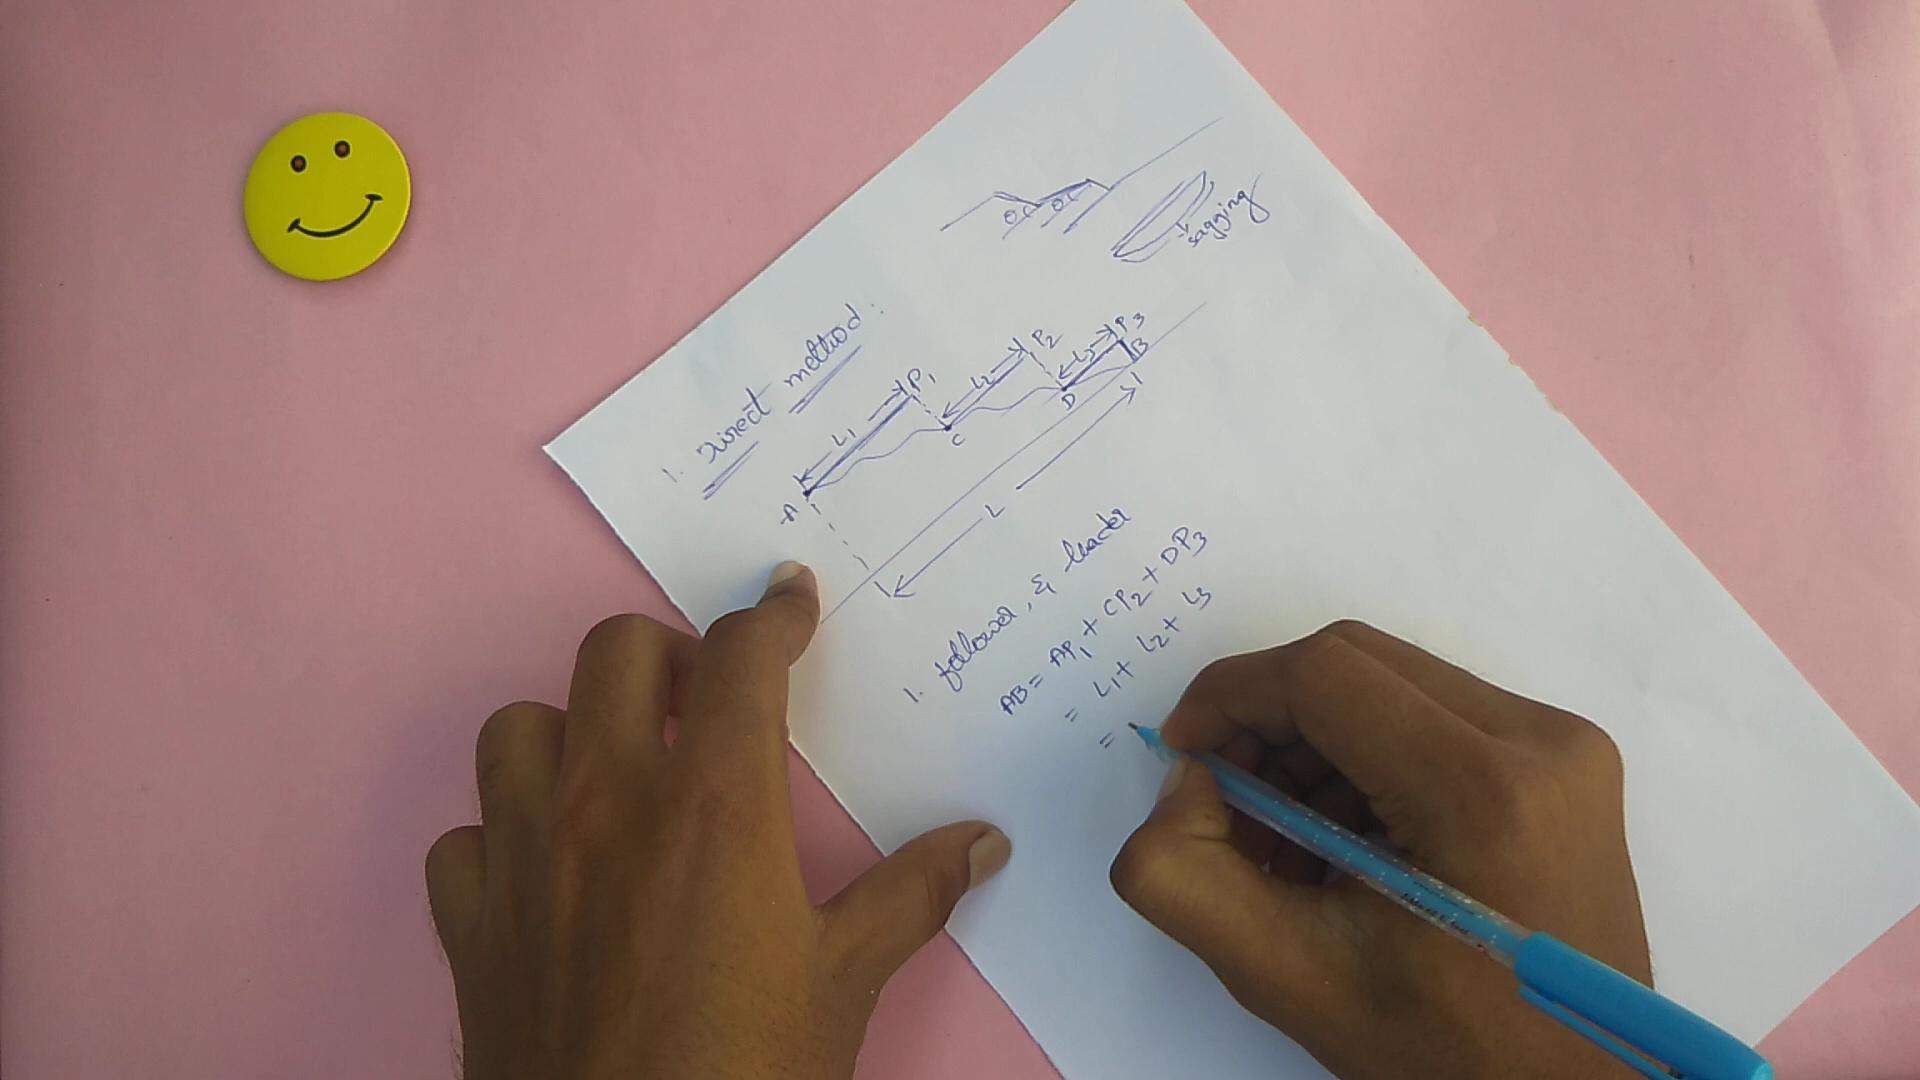 sagging
1. Direct method :
P1 P2 P3
L1 L2 L3
A C D B
L
1. follower, & leader
AB = AP1 + CP2 + DP3
= L1 + L2 + L3
=